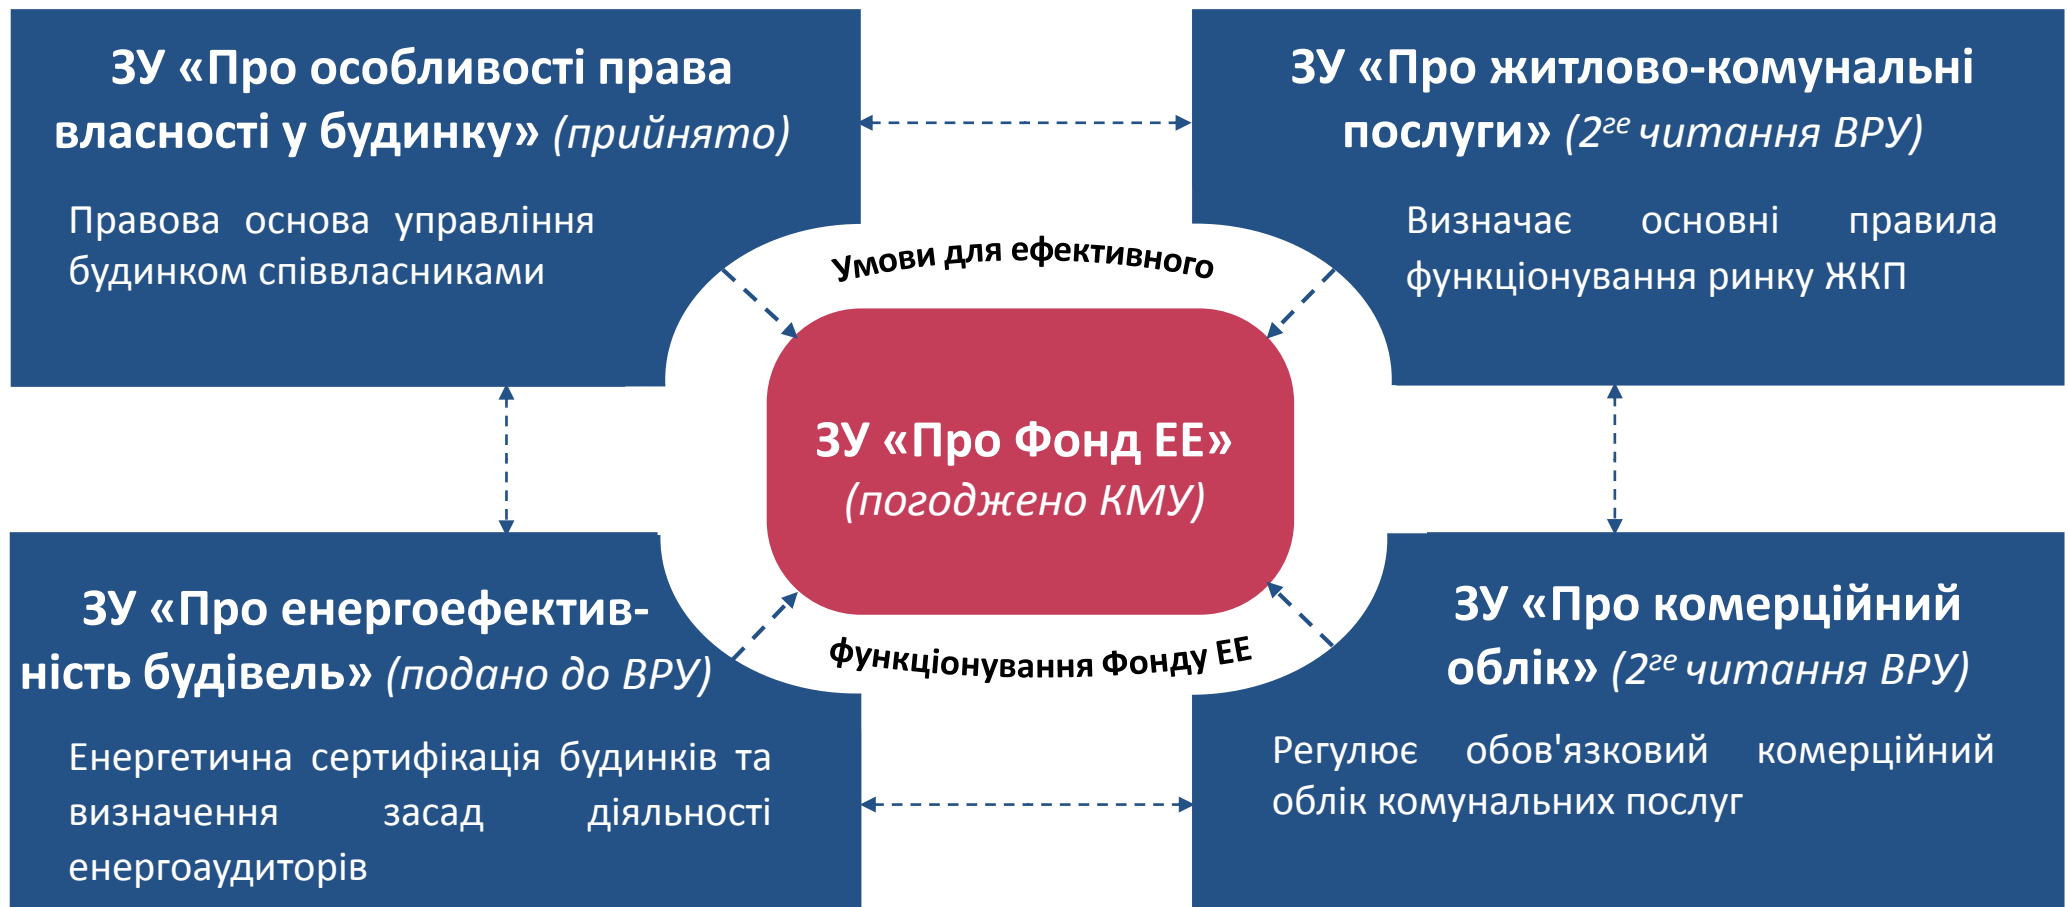 ЗУ «Про особливості права
власності у будинку» (прийнято)
Правова основа управління
будинком співвласниками
ЗУ «Про житлово-комунальні
послуги» (2ге читання ВРУ)
Визначає основні правила
функціонування ринку ЖКП
Умови для ефективного
ЗУ «Про Фонд ЕЕ»
(погоджено КМУ)
функціонування Фонду ЕЕ
ЗУ «Про енергоефектив-
ність будівель» (подано до ВРУ)
Енергетична сертифікація будинків та
визначення засад діяльності
енергоаудиторів
ЗУ «Про комерційний
облік» (2ге читання ВРУ)
Регулює обов'язковий комерційний
облік комунальних послуг